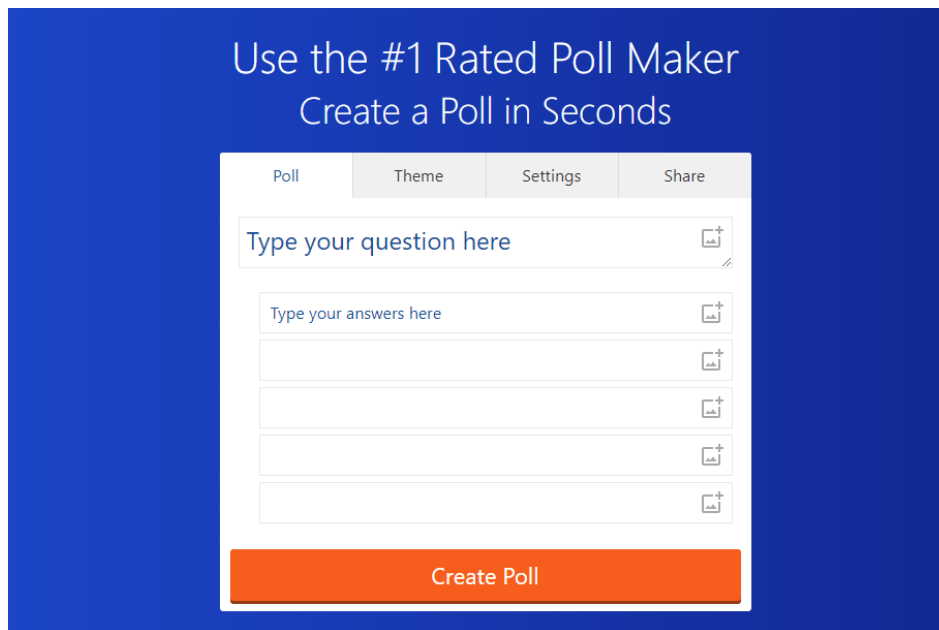 Use the #1 Rated Poll Maker
Create a Poll in Seconds
Poll Theme Settings Share
Type your question here
Type your answers here
Create Poll